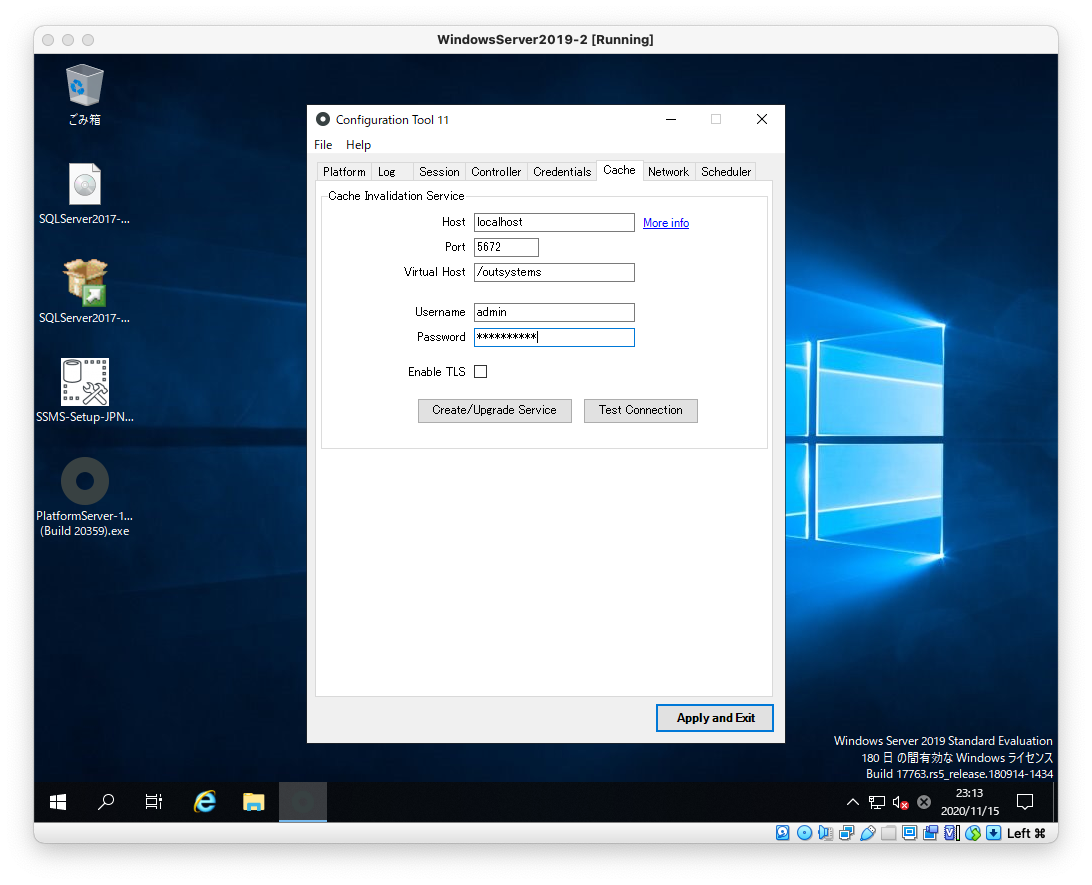 WindowsServer2019-2 [Running]
ごみ箱
SQLServer2017-...
SQLServer2017-...
SSMS-Setup-JPN...
PlatformServer-1...
(Build 20359).exe
Configuration Tool 11
File Help
Platform Log Session Controller Credentials Cache Network Scheduler
Cache Invalidation Service
Host localhost More info
Port 5672
Virtual Host /outsystems
Username admin
Password **********
Enable TLS
Create/Upgrade Service Test Connection
Apply and Exit
Windows Server 2019 Standard Evaluation
180 日 の間有効な Windows ライセンス
Build 17763.rs5_release.180914-1434
23:13
2020/11/15
Left ⌘